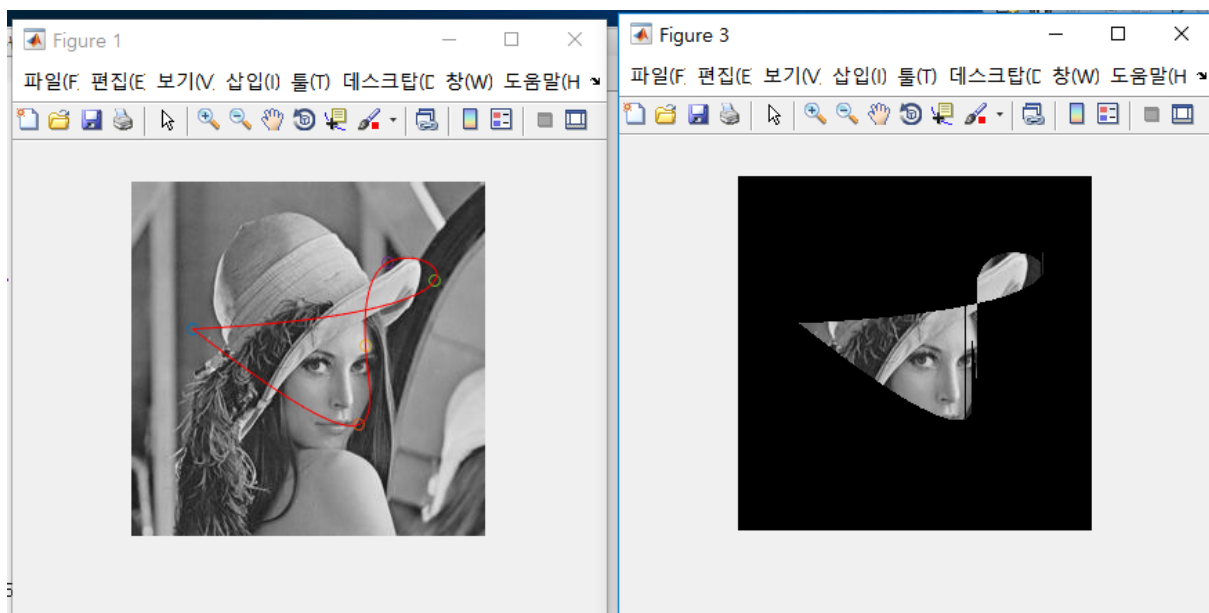 Figure 1
파일(F. 편집(E 보기(V. 삽입(I) 툴(T) 데스크탑(D 창(W) 도움말(H
Figure 3
파일(F. 편집(E 보기(V. 삽입(I) 툴(T) 데스크탑(D 창(W) 도움말(H